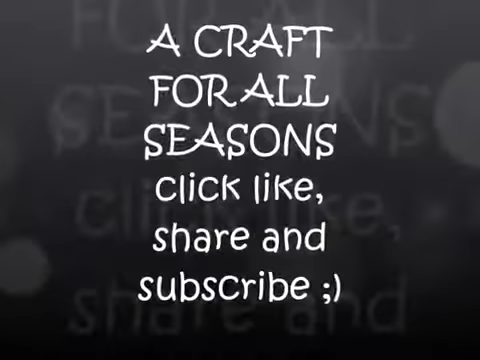 A CRAFT
FOR ALL
SEASONS
click like,
share and
subscribe ;)